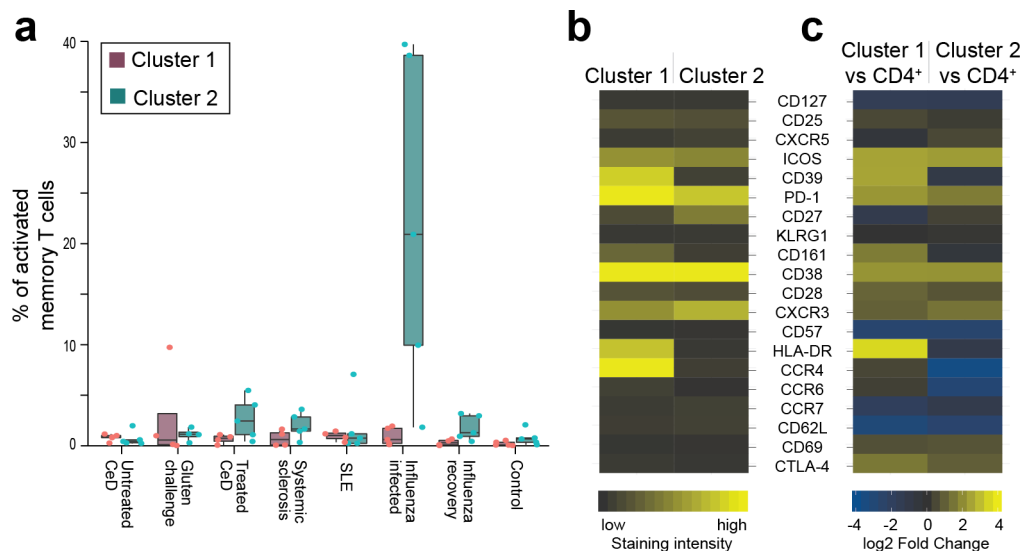 a
Cluster 1
Cluster 2
% of activated
memrory T cells
40
30
20
10
0
Untreated
CeD
Gluten
challenge
Treated
CeD
Systemic
sclerosis
SLE
Influenza
infected
Influenza
recovery
Control
b
Cluster 1 Cluster 2
CD127
CD25
CXCR5
ICOS
CD39
PD-1
CD27
KLRG1
CD161
CD38
CD28
CXCR3
CD57
HLA-DR
CCR4
CCR6
CCR7
CD62L
CD69
CTLA-4
low high
Staining intensity
c
Cluster 1 Cluster 2
vs CD4⁺ vs CD4⁺
-4 -2 0 2 4
log2 Fold Change